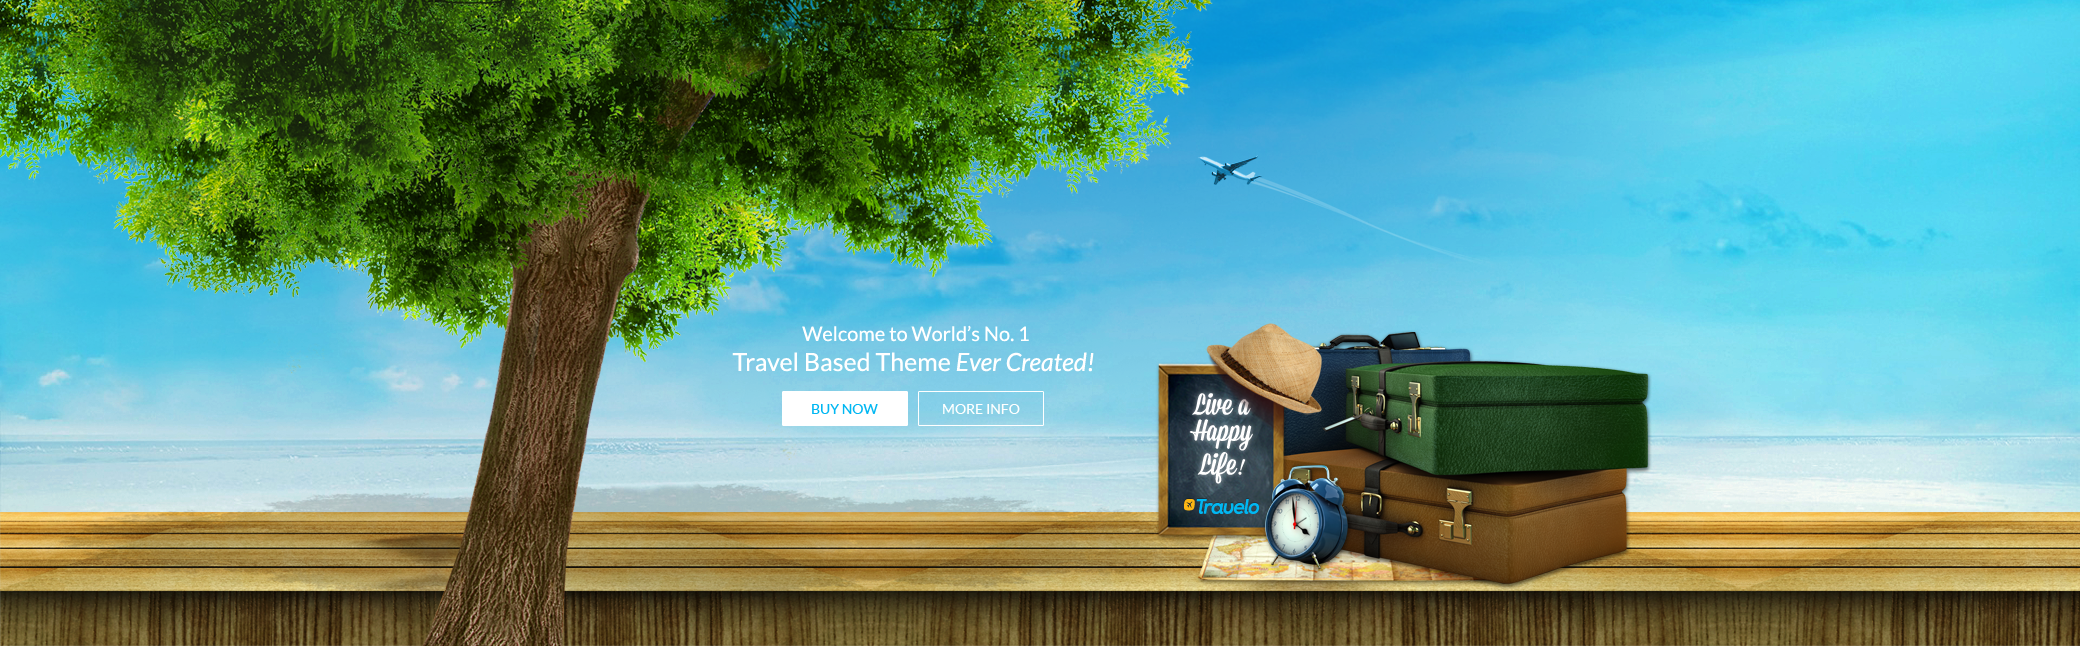 Welcome to World’s No. 1
Travel Based Theme Ever Created!
BUY NOW
MORE INFO
Live a
Happy
Life!
Travelo